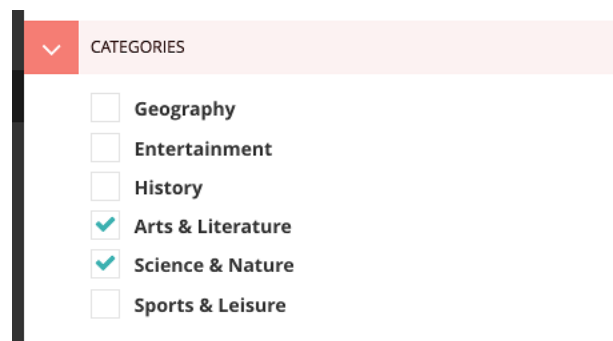 CATEGORIES
Geography
Entertainment
History
Arts & Literature
Science & Nature
Sports & Leisure